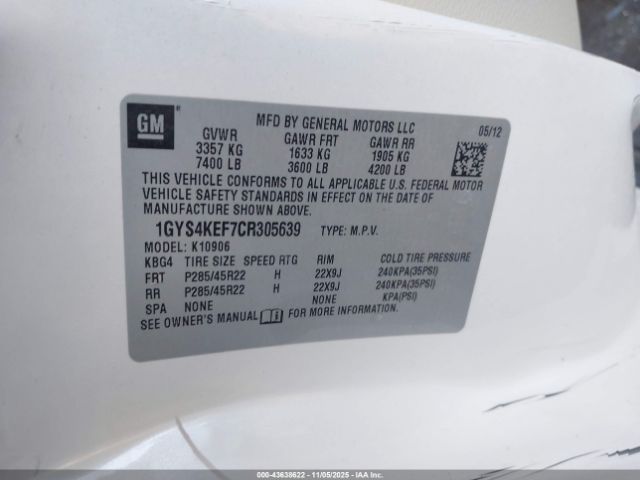 GM
®
MFD BY GENERAL MOTORS LLC
05/12
GVWR GAWR FRT GAWR RR
3357 KG 1633 KG 1905 KG
7400 LB 3600 LB 4200 LB
THIS VEHICLE CONFORMS TO ALL APPLICABLE U.S. FEDERAL MOTOR
VEHICLE SAFETY STANDARDS IN EFFECT ON THE DATE OF
MANUFACTURE SHOWN ABOVE.
1GYS4KEF7CR305639 TYPE: M.P.V.
MODEL: K10906
KBG4 TIRE SIZE SPEED RTG RIM COLD TIRE PRESSURE
FRT P285/45R22 H 22X9J 240KPA(35PSI)
RR P285/45R22 H 22X9J 240KPA(35PSI)
SPA NONE NONE KPA(PSI)
SEE OWNER'S MANUAL FOR MORE INFORMATION.
000-43638622 - 11/05/2025 - IAAI.COM